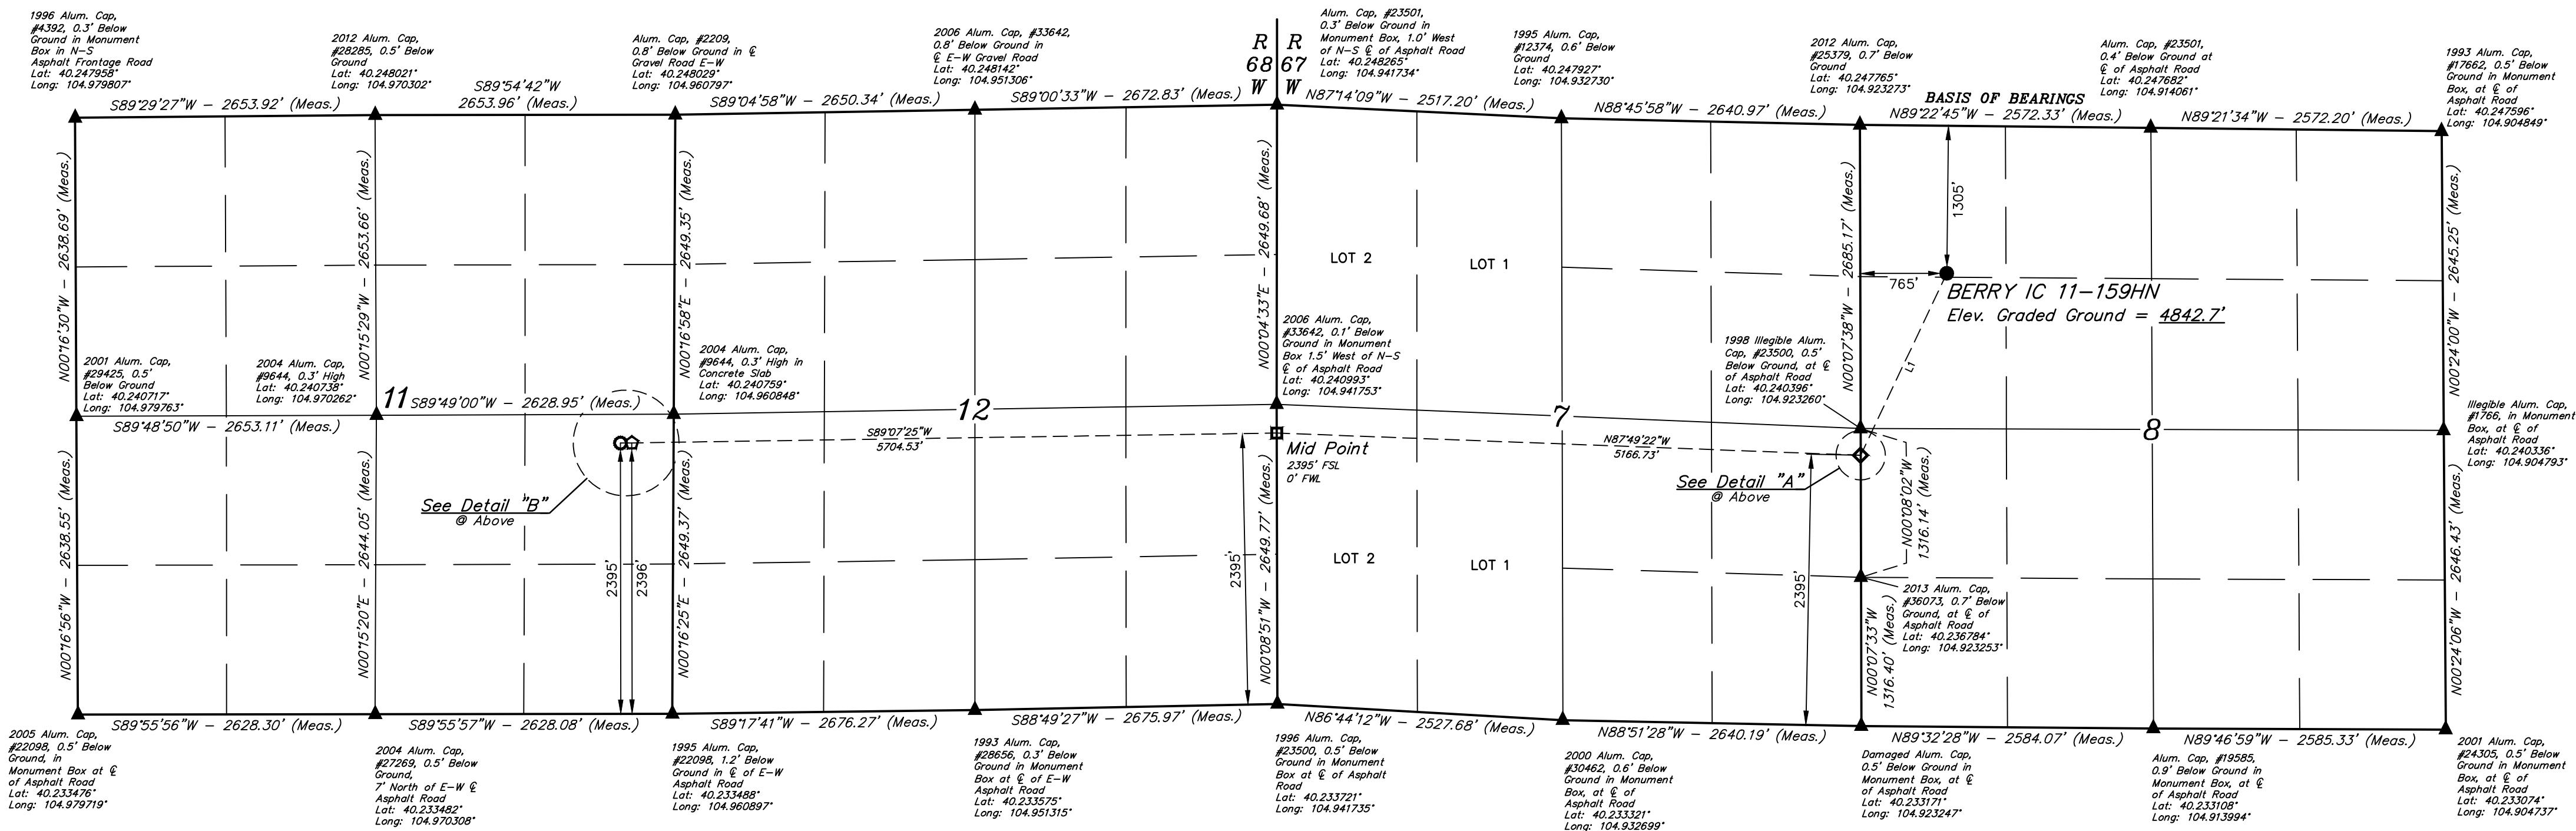 1996 Alum. Cap,
#4392, 0.3' Below
Ground in Monument
Box in N-S
Asphalt Frontage Road
Lat: 40.247958°
Long: 104.979807°
2012 Alum. Cap,
#28285, 0.5' Below
Ground
Lat: 40.248021°
Long: 104.970302°
Alum. Cap, #2209,
0.8' Below Ground in ℄
Gravel Road E-W
Lat: 40.248029°
Long: 104.960797°
2006 Alum. Cap, #33642,
0.8' Below Ground in
℄ E-W Gravel Road
Lat: 40.248142°
Long: 104.951306°
R R
68 67
W W
Alum. Cap, #23501,
0.3' Below Ground in
Monument Box, 1.0' West
of N-S ℄ of Asphalt Road
Lat: 40.248265°
Long: 104.941734°
1995 Alum. Cap,
#12374, 0.6' Below
Ground
Lat: 40.247927°
Long: 104.932730°
2012 Alum. Cap,
#25379, 0.7' Below
Ground
Lat: 40.247765°
Long: 104.923273°
Alum. Cap, #23501,
0.4' Below Ground at
℄ of Asphalt Road
Lat: 40.247682°
Long: 104.914061°
1993 Alum. Cap,
#17662, 0.5' Below
Ground in Monument
Box, at ℄ of
Asphalt Road
Lat: 40.247596°
Long: 104.904849°
S89°29'27"W - 2653.92' (Meas.)
S89°54'42"W
2653.96' (Meas.)
S89°04'58"W - 2650.34' (Meas.)
S89°00'33"W - 2672.83' (Meas.)
N87°14'09"W - 2517.20' (Meas.)
N88°45'58"W - 2640.97' (Meas.)
BASIS OF BEARINGS
N89°22'45"W - 2572.33' (Meas.)
N89°21'34"W - 2572.20' (Meas.)
N00°16'30"W - 2638.69' (Meas.)
N00°15'29"W - 2653.66' (Meas.)
N00°16'58"E - 2649.35' (Meas.)
N00°04'33"E - 2649.68' (Meas.)
N00°07'38"W - 2685.17' (Meas.)
N00°24'00"W - 2645.25' (Meas.)
1305'
LOT 2
LOT 1
765'
BERRY IC 11-159HN
Elev. Graded Ground = 4842.7'
L1
2001 Alum. Cap,
#29425, 0.5'
Below Ground
Lat: 40.240717°
Long: 104.979763°
2004 Alum. Cap,
#9644, 0.3' High
Lat: 40.240738°
Long: 104.970262°
2004 Alum. Cap,
#9644, 0.3' High in
Concrete Slab
Lat: 40.240759°
Long: 104.960848°
2006 Alum. Cap,
#33642, 0.1' Below
Ground in Monument
Box 1.5' West of N-S
℄ of Asphalt Road
Lat: 40.240993°
Long: 104.941753°
1998 Illegible Alum.
Cap, #23500, 0.5'
Below Ground, at ℄
of Asphalt Road
Lat: 40.240396°
Long: 104.923260°
Illegible Alum. Cap,
#1766, in Monument
Box, at ℄ of
Asphalt Road
Lat: 40.240336°
Long: 104.904793°
11
S89°49'00"W - 2628.95' (Meas.)
12
7
8
S89°48'50"W - 2653.11' (Meas.)
S89°07'25"W
5704.53'
N87°49'22"W
5166.73'
Mid Point
2395' FSL
0' FWL
See Detail "B"
@ Above
See Detail "A"
@ Above
N00°08'02"W
1316.14' (Meas.)
N00°16'56"W - 2638.55' (Meas.)
N00°15'20"E - 2644.05' (Meas.)
2395'
2396'
N00°16'25"E - 2649.37' (Meas.)
2395'
N00°08'51"W - 2649.77' (Meas.)
LOT 2
LOT 1
2395'
N00°07'33"W
1316.40' (Meas.)
2013 Alum. Cap,
#36073, 0.7' Below
Ground, at ℄ of
Asphalt Road
Lat: 40.236784°
Long: 104.923253°
N00°24'06"W - 2646.43' (Meas.)
S89°55'56"W - 2628.30' (Meas.)
S89°55'57"W - 2628.08' (Meas.)
S89°17'41"W - 2676.27' (Meas.)
S88°49'27"W - 2675.97' (Meas.)
N86°44'12"W - 2527.68' (Meas.)
N88°51'28"W - 2640.19' (Meas.)
N89°32'28"W - 2584.07' (Meas.)
N89°46'59"W - 2585.33' (Meas.)
2005 Alum. Cap,
#22098, 0.5' Below
Ground, in
Monument Box at ℄
of Asphalt Road
Lat: 40.233476°
Long: 104.979719°
2004 Alum. Cap,
#27269, 0.5' Below
Ground,
7' North of E-W ℄
Asphalt Road
Lat: 40.233482°
Long: 104.970308°
1995 Alum. Cap,
#22098, 1.2' Below
Ground in ℄ of E-W
Asphalt Road
Lat: 40.233488°
Long: 104.960897°
1993 Alum. Cap,
#28656, 0.3' Below
Ground in Monument
Box at ℄ of E-W
Asphalt Road
Lat: 40.233575°
Long: 104.951315°
1996 Alum. Cap,
#23500, 0.5' Below
Ground in Monument
Box at ℄ of Asphalt
Road
Lat: 40.233721°
Long: 104.941735°
2000 Alum. Cap,
#30462, 0.6' Below
Ground in Monument
Box, at ℄ of
Asphalt Road
Lat: 40.233321°
Long: 104.932699°
Damaged Alum. Cap,
0.5' Below Ground in
Monument Box, at ℄
of Asphalt Road
Lat: 40.233171°
Long: 104.923247°
Alum. Cap, #19585,
0.9' Below Ground in
Monument Box, at ℄
of Asphalt Road
Lat: 40.233108°
Long: 104.913994°
2001 Alum. Cap,
#24305, 0.5' Below
Ground in Monument
Box, at ℄ of
Asphalt Road
Lat: 40.233074°
Long: 104.904737°